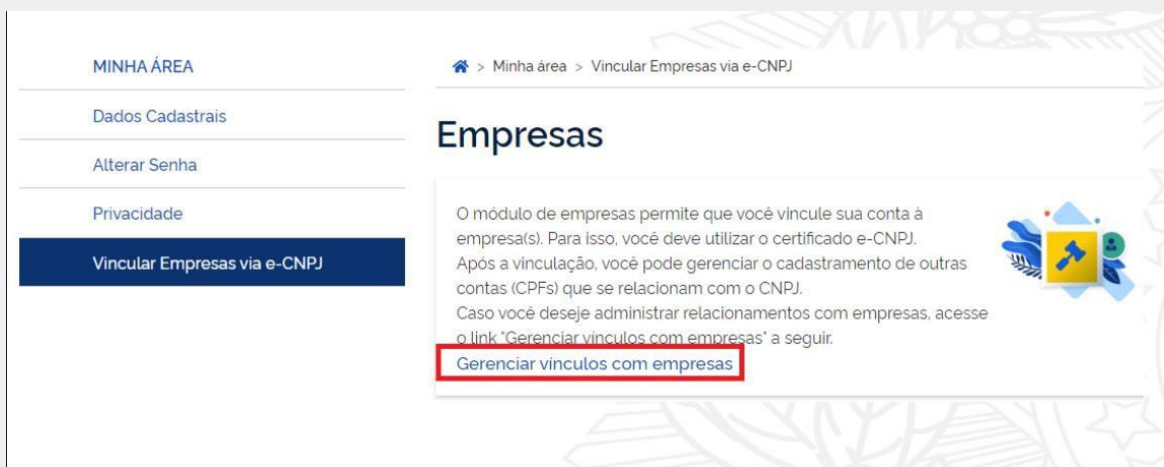 MINHA ÁREA
Dados Cadastrais
Alterar Senha
Privacidade
Vincular Empresas via e-CNPJ
> Minha área > Vincular Empresas via e-CNPJ
Empresas
O módulo de empresas permite que você vincule sua conta à
empresa(s). Para isso, você deve utilizar o certificado e-CNPJ.
Após a vinculação, você pode gerenciar o cadastramento de outras
contas (CPFs) que se relacionam com o CNPJ.
Caso você deseje administrar relacionamentos com empresas, acesse
o link "Gerenciar vínculos com empresas" a seguir.
Gerenciar vínculos com empresas